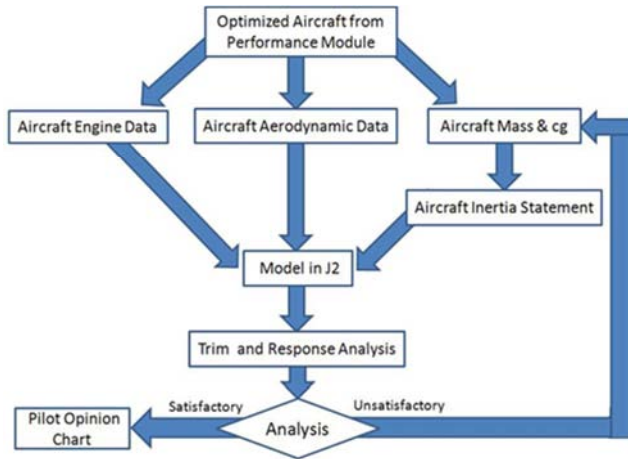 Optimized Aircraft from
Performance Module
Aircraft Engine Data
Aircraft Aerodynamic Data
Aircraft Mass & cg
Aircraft Inertia Statement
Model in J2
Trim and Response Analysis
Satisfactory
Unsatisfactory
Pilot Opinion
Chart
Analysis